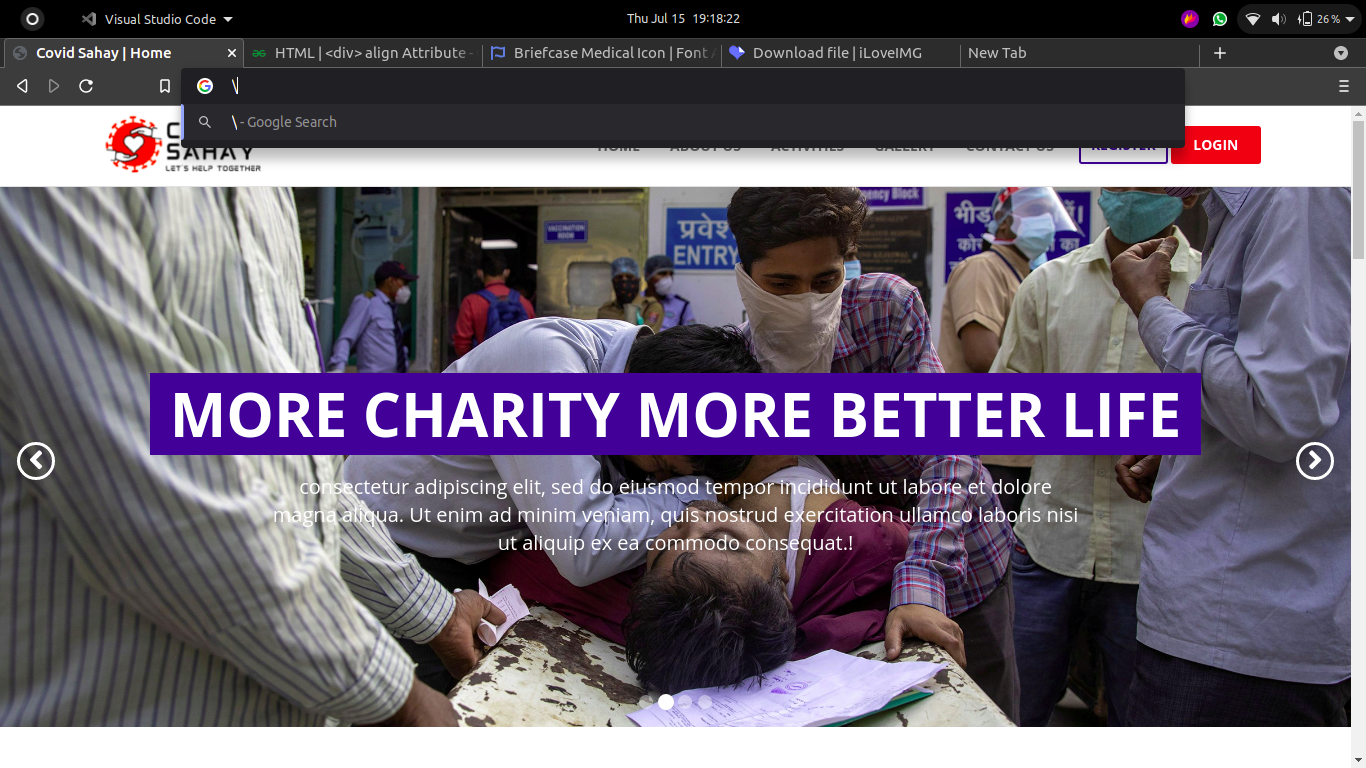 Visual Studio Code
Thu Jul 15 19:18:22
26 %
Covid Sahay | Home
HTML | <div> align Attribute -
Briefcase Medical Icon | Font A
Download file | iLoveIMG
New Tab
\
\ - Google Search
SAHAY
LET'S HELP TOGETHER
HOME
ABOUT US
ACTIVITIES
GALLERY
CONTACT US
REGISTER
LOGIN
VACCINATION
ROOM
प्रवेश
ENTRY
Block
भीड़
MORE CHARITY MORE BETTER LIFE
consectetur adipiscing elit, sed do eiusmod tempor incididunt ut labore et dolore
magna aliqua. Ut enim ad minim veniam, quis nostrud exercitation ullamco laboris nisi
ut aliquip ex ea commodo consequat.!